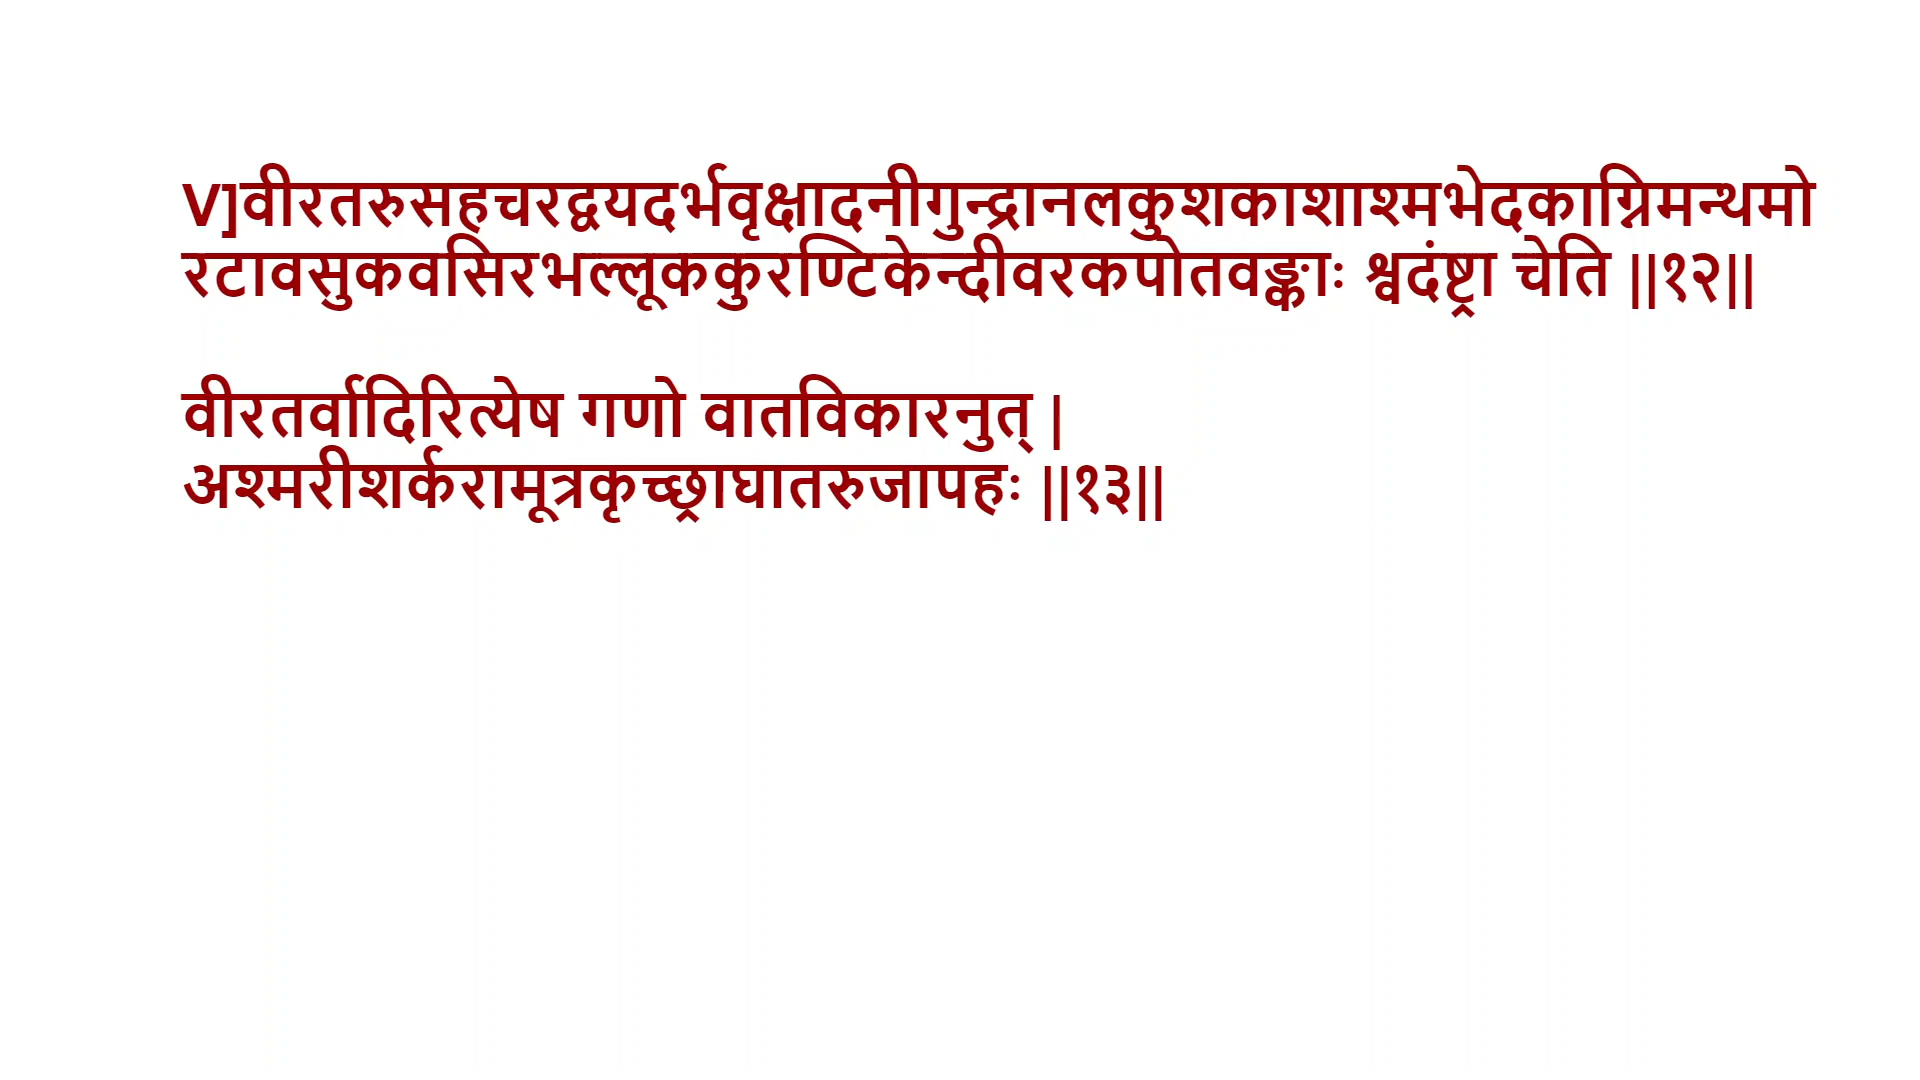 V]वीरतरुसहचरद्वयदर्भवृक्षादनीगुन्द्रानलकुशकाशाश्मभेदकाग्निमन्थमो
रटावसुकवसिरभल्लूककुरण्टिकेन्दीवरकपोतवङ्काः श्वदंष्ट्रा चेति ||१२||
वीरतर्वादिरित्येष गणो वातविकारनुत् |
अश्मरीशर्करामूत्रकृच्छ्राघातरुजापहः ||१३||